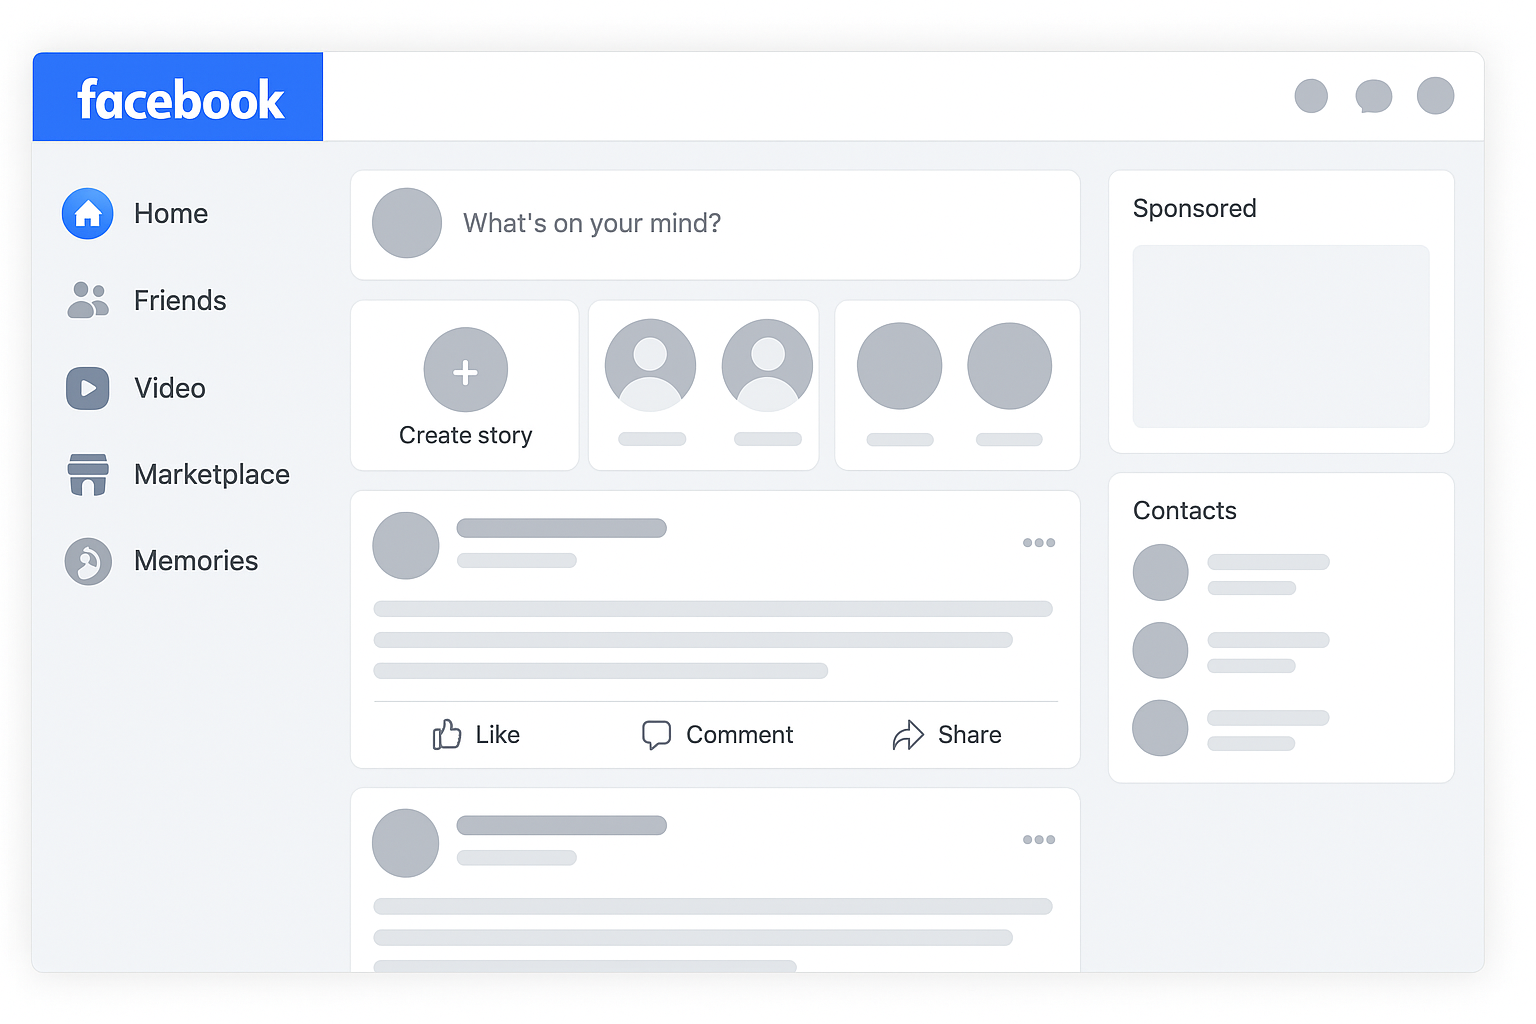 facebook
Home
Friends
Video
Marketplace
Memories
What's on your mind?
Create story
Like
Comment
Share
Sponsored
Contacts